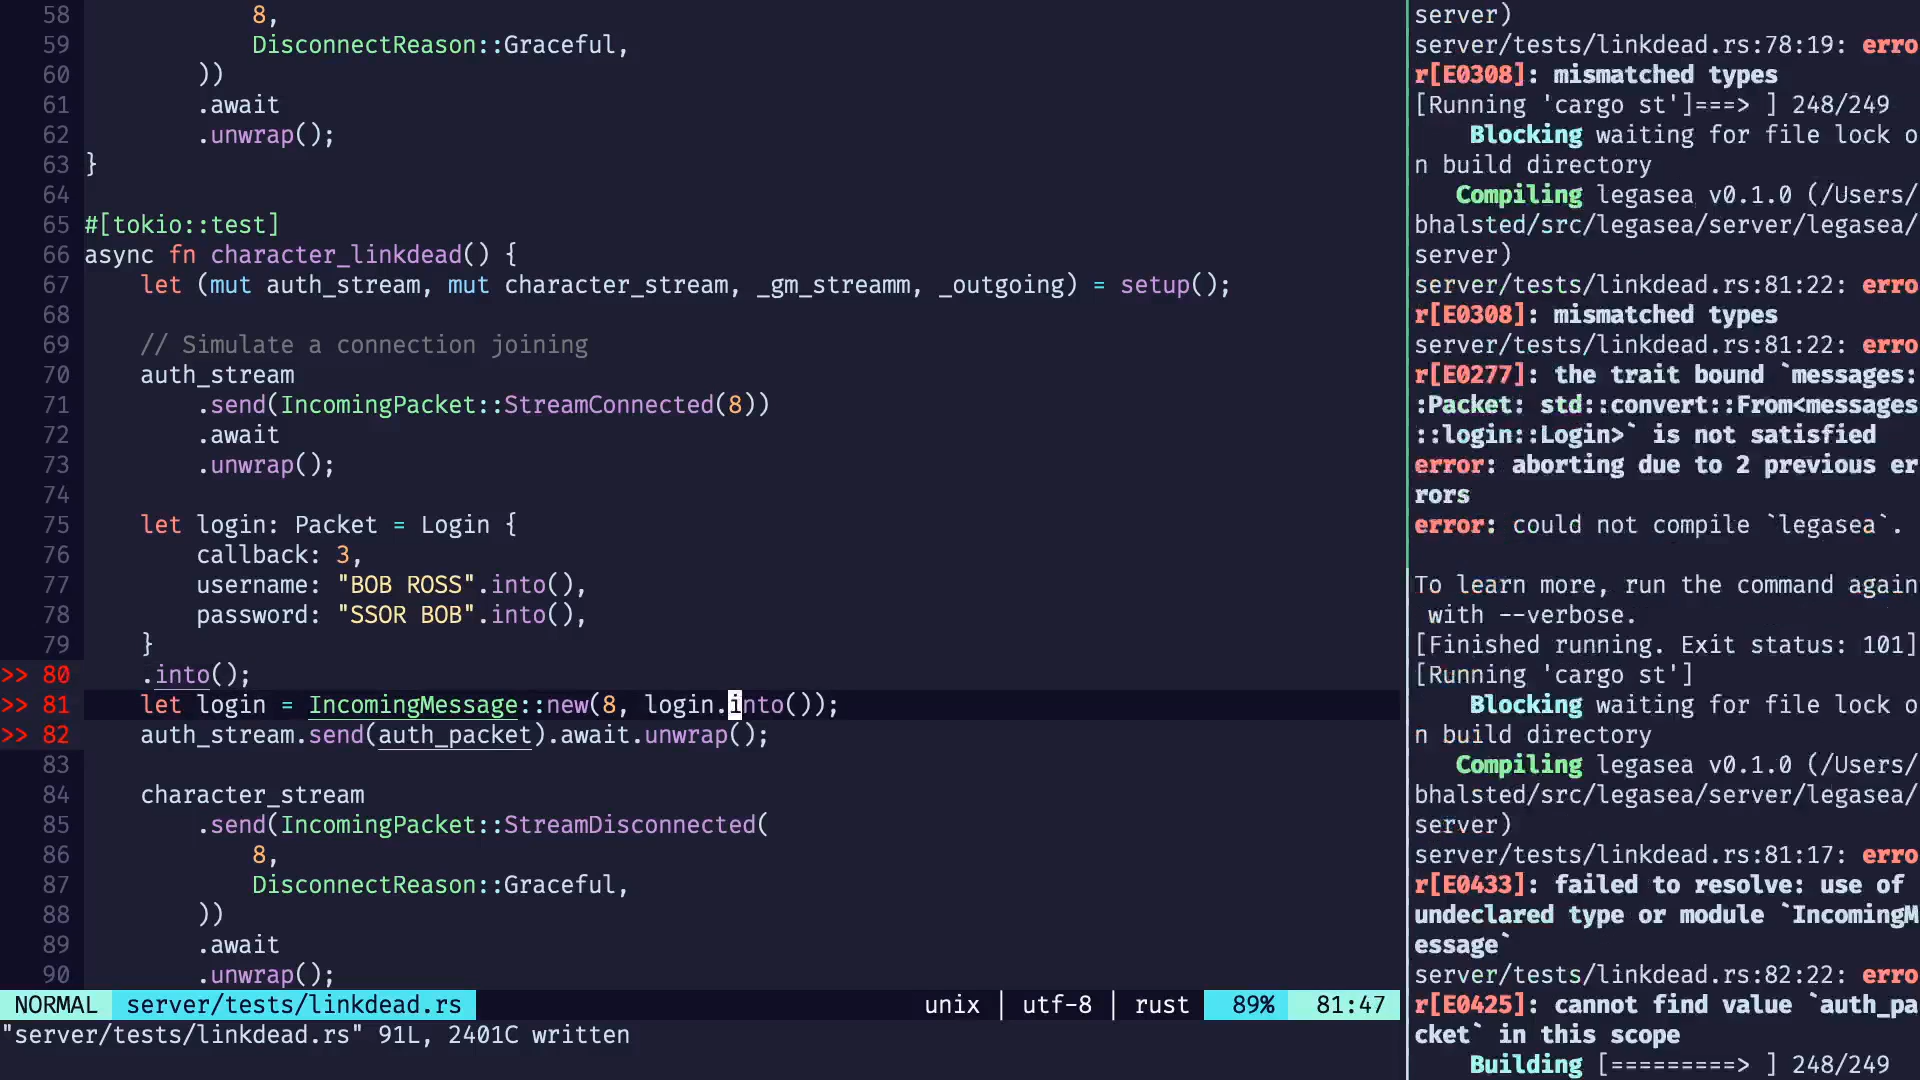 58             8,
59             DisconnectReason::Graceful,
60         ))
61         .await
62         .unwrap();
63 }
64
65 #[tokio::test]
66 async fn character_linkdead() {
67     let (mut auth_stream, mut character_stream, _gm_streamm, _outgoing) = setup();
68
69     // Simulate a connection joining
70     auth_stream
71         .send(IncomingPacket::StreamConnected(8))
72         .await
73         .unwrap();
74
75     let login: Packet = Login {
76         callback: 3,
77         username: "BOB ROSS".into(),
78         password: "SSOR BOB".into(),
79     }
>> 80     .into();
>> 81     let login = IncomingMessage::new(8, login.into());
>> 82     auth_stream.send(auth_packet).await.unwrap();
83
84     character_stream
85         .send(IncomingPacket::StreamDisconnected(
86             8,
87             DisconnectReason::Graceful,
88         ))
89         .await
90         .unwrap();
NORMAL server/tests/linkdead.rs unix | utf-8 | rust 89% 81:47
"server/tests/linkdead.rs" 91L, 2401C written
server)
server/tests/linkdead.rs:78:19: erro
r[E0308]: mismatched types
[Running 'cargo st']===> ] 248/249
    Blocking waiting for file lock o
n build directory
   Compiling legasea v0.1.0 (/Users/
bhalsted/src/legasea/server/legasea/
server)
server/tests/linkdead.rs:81:22: erro
r[E0308]: mismatched types
server/tests/linkdead.rs:81:22: erro
r[E0277]: the trait bound `messages:
:Packet: std::convert::From<messages
::login::Login>` is not satisfied
error: aborting due to 2 previous er
rors
error: could not compile `legasea`.

To learn more, run the command again
 with --verbose.
[Finished running. Exit status: 101]
[Running 'cargo st']
    Blocking waiting for file lock o
n build directory
   Compiling legasea v0.1.0 (/Users/
bhalsted/src/legasea/server/legasea/
server)
server/tests/linkdead.rs:81:17: erro
r[E0433]: failed to resolve: use of
undeclared type or module `IncomingM
essage`
server/tests/linkdead.rs:82:22: erro
r[E0425]: cannot find value `auth_pa
cket` in this scope
    Building [=========> ] 248/249